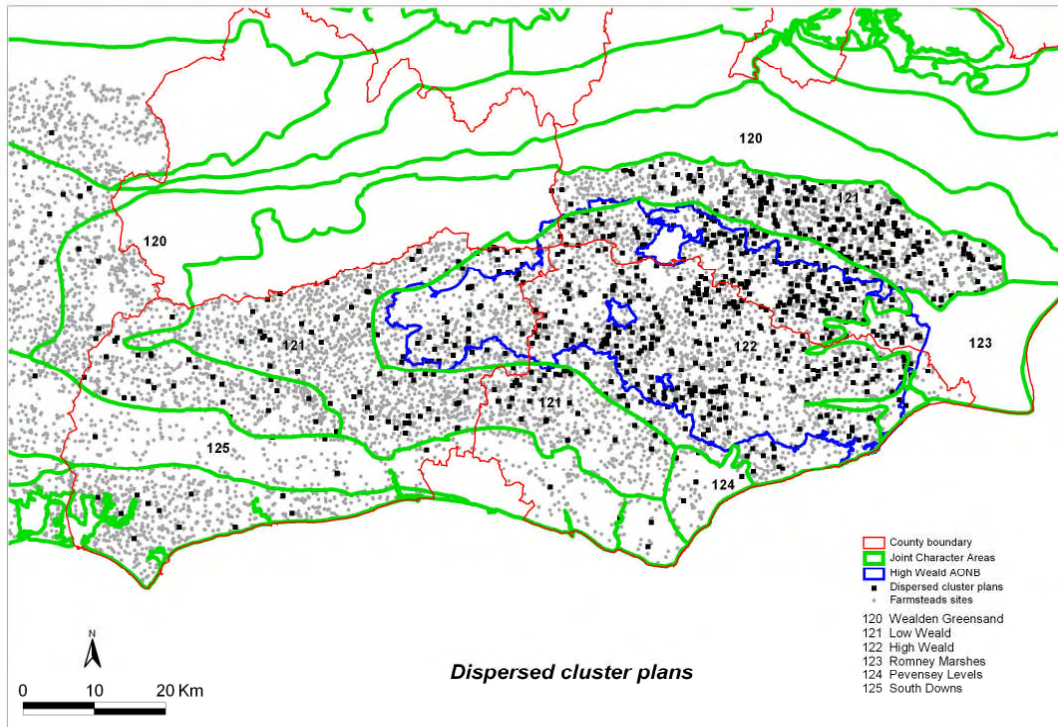 120
121
120
123
121
122
121
125
124
County boundary
Joint Character Areas
High Weald AONB
Dispersed cluster plans
Farmsteads sites
120 Wealden Greensand
121 Low Weald
122 High Weald
123 Romney Marshes
124 Pevensey Levels
125 South Downs
N
Dispersed cluster plans
0 10 20 Km